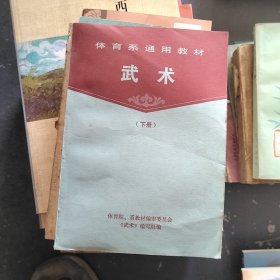 西
体育系通用教材
武术
（下册）
体育院、系教材编审委员会
《武术》编写组编